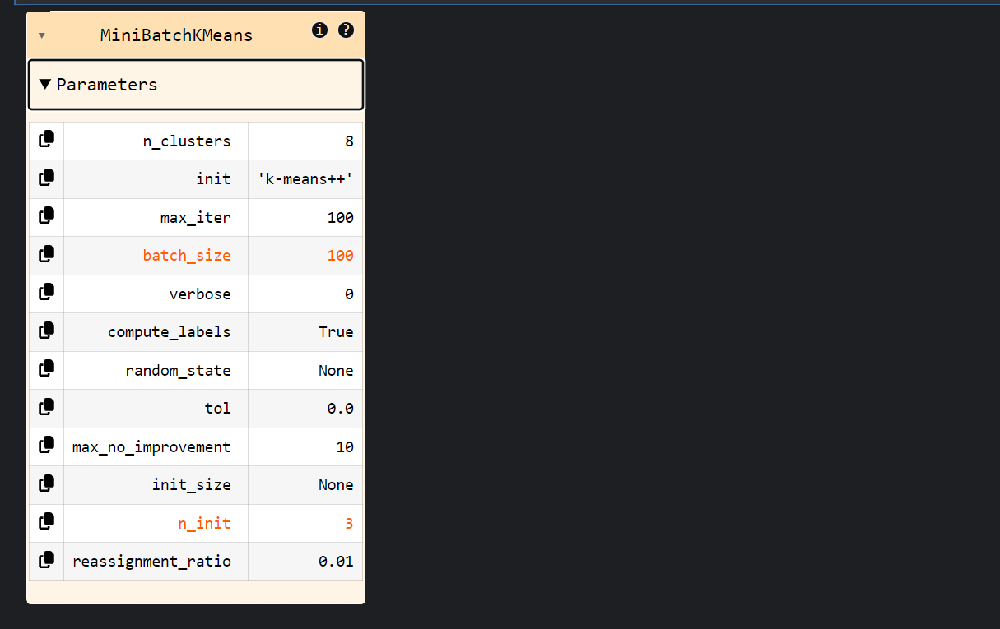 MiniBatchKMeans i ?
Parameters
n_clusters 8
init 'k-means++'
max_iter 100
batch_size 100
verbose 0
compute_labels True
random_state None
tol 0.0
max_no_improvement 10
init_size None
n_init 3
reassignment_ratio 0.01